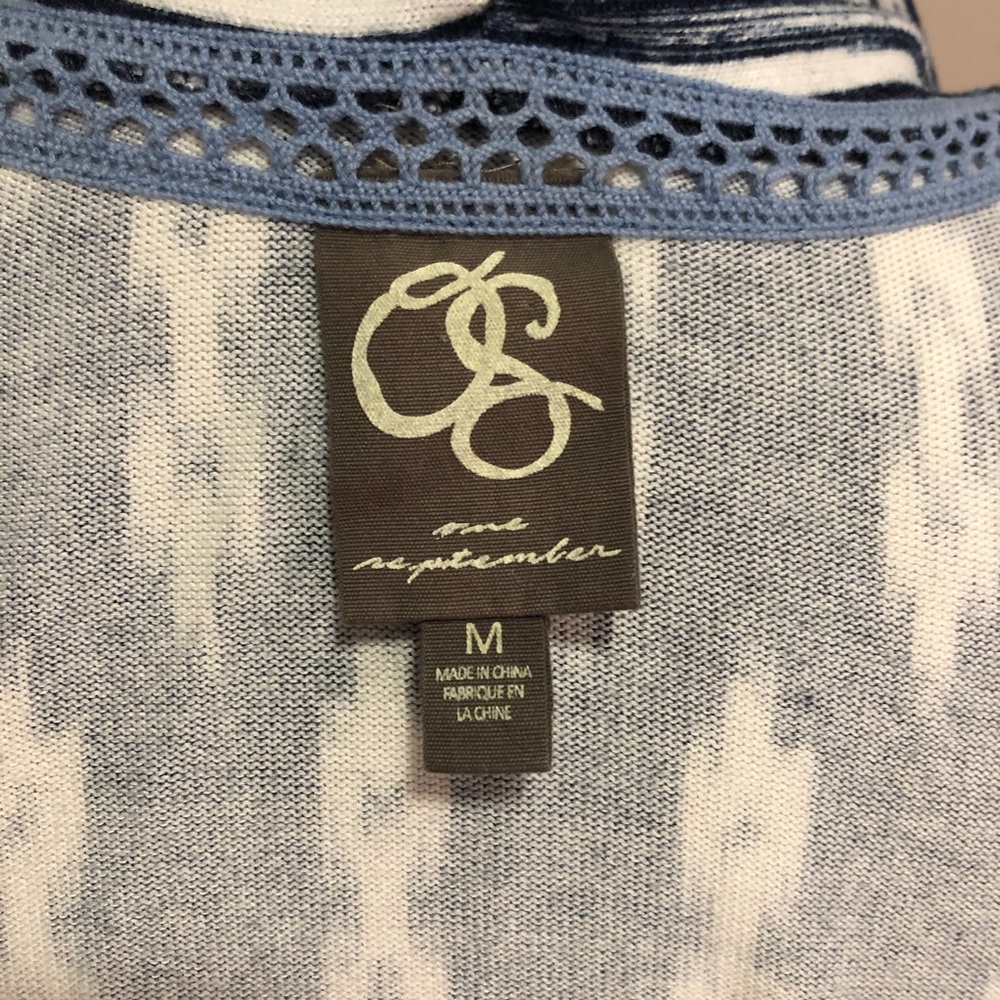 OS
one
september
M
MADE IN CHINA
FABRIQUE EN
LA CHINE